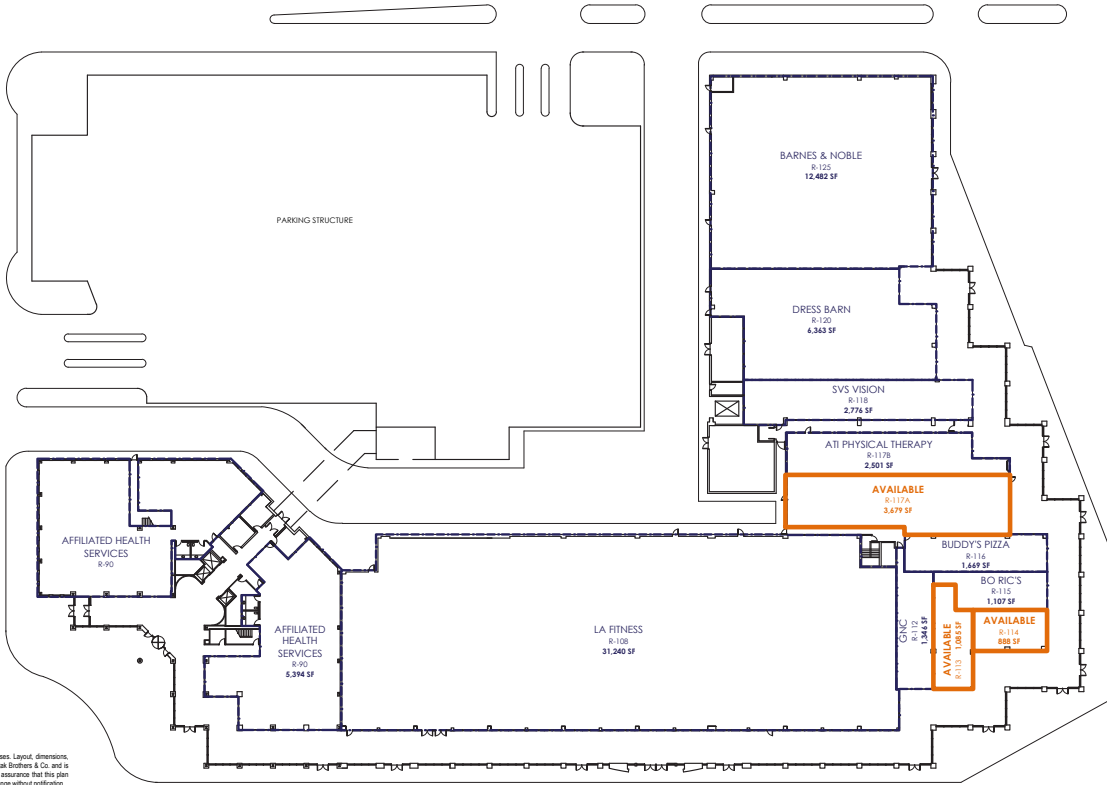 BARNES & NOBLE
R-125
12,482 SF
PARKING STRUCTURE
DRESS BARN
R-120
6,363 SF
SVS VISION
R-118
2,776 SF
ATI PHYSICAL THERAPY
R-117B
2,501 SF
AVAILABLE
R-117A
3,679 SF
BUDDY'S PIZZA
R-116
1,669 SF
BO RIC'S
R-115
1,107 SF
AVAILABLE
R-114
888 SF
AVAILABLE
R-113 1,085 SF
GNC
R-112
1,346 SF
LA FITNESS
R-108
31,240 SF
AFFILIATED HEALTH
SERVICES
R-90
AFFILIATED
HEALTH
SERVICES
R-90
5,394 SF
ses. Layout, dimensions,
ak Brothers & Co. and is
assurance that this plan
nge without notification.